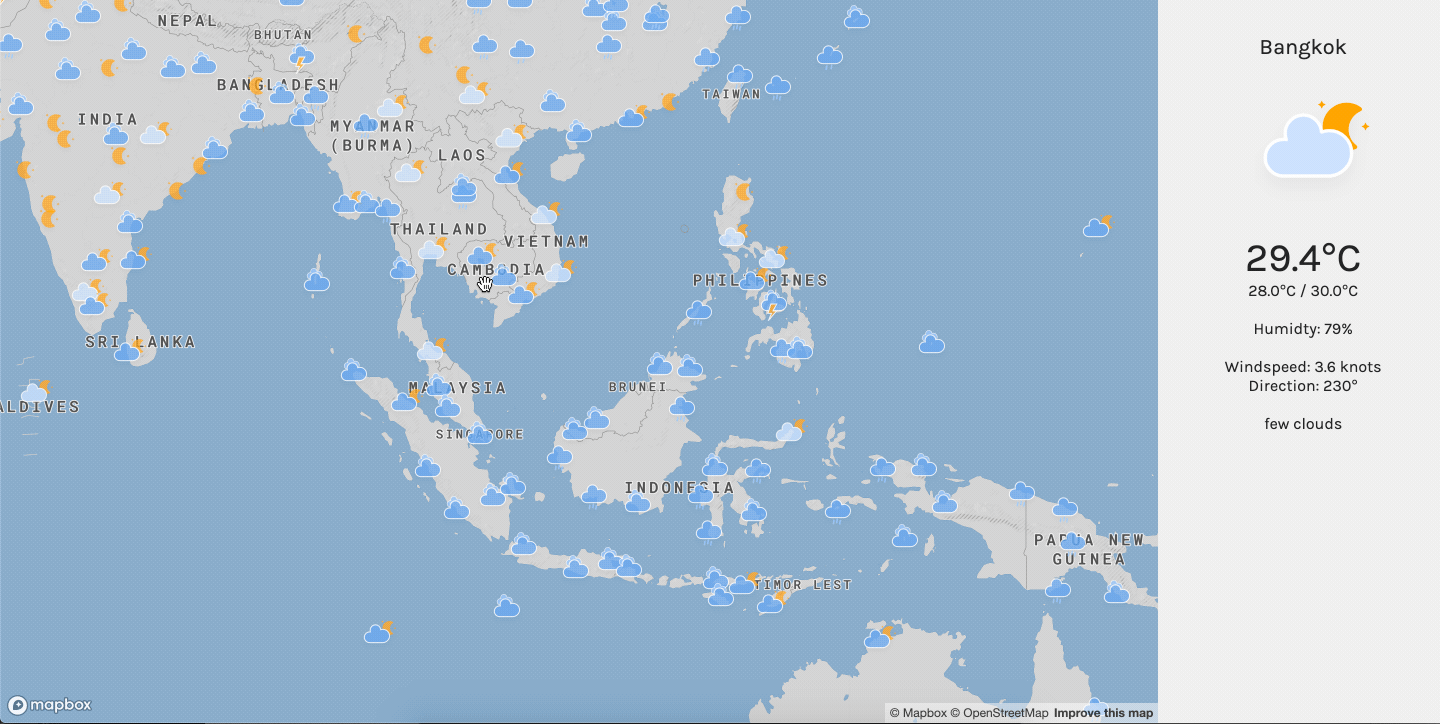 NEPAL
BHUTAN
BANGLADESH
INDIA
MYANMAR
(BURMA)
LAOS
TAIWAN
THAILAND
VIETNAM
CAMBODIA
PHILIPPINES
SRI LANKA
ALDIVES
MALAYSIA
SINGAPORE
BRUNEI
INDONESIA
PAPUA NEW
GUINEA
TIMOR LEST
mapbox
© Mapbox © OpenStreetMap Improve this map
Bangkok
29.4°C
28.0°C / 30.0°C
Humidty: 79%
Windspeed: 3.6 knots
Direction: 230°
few clouds